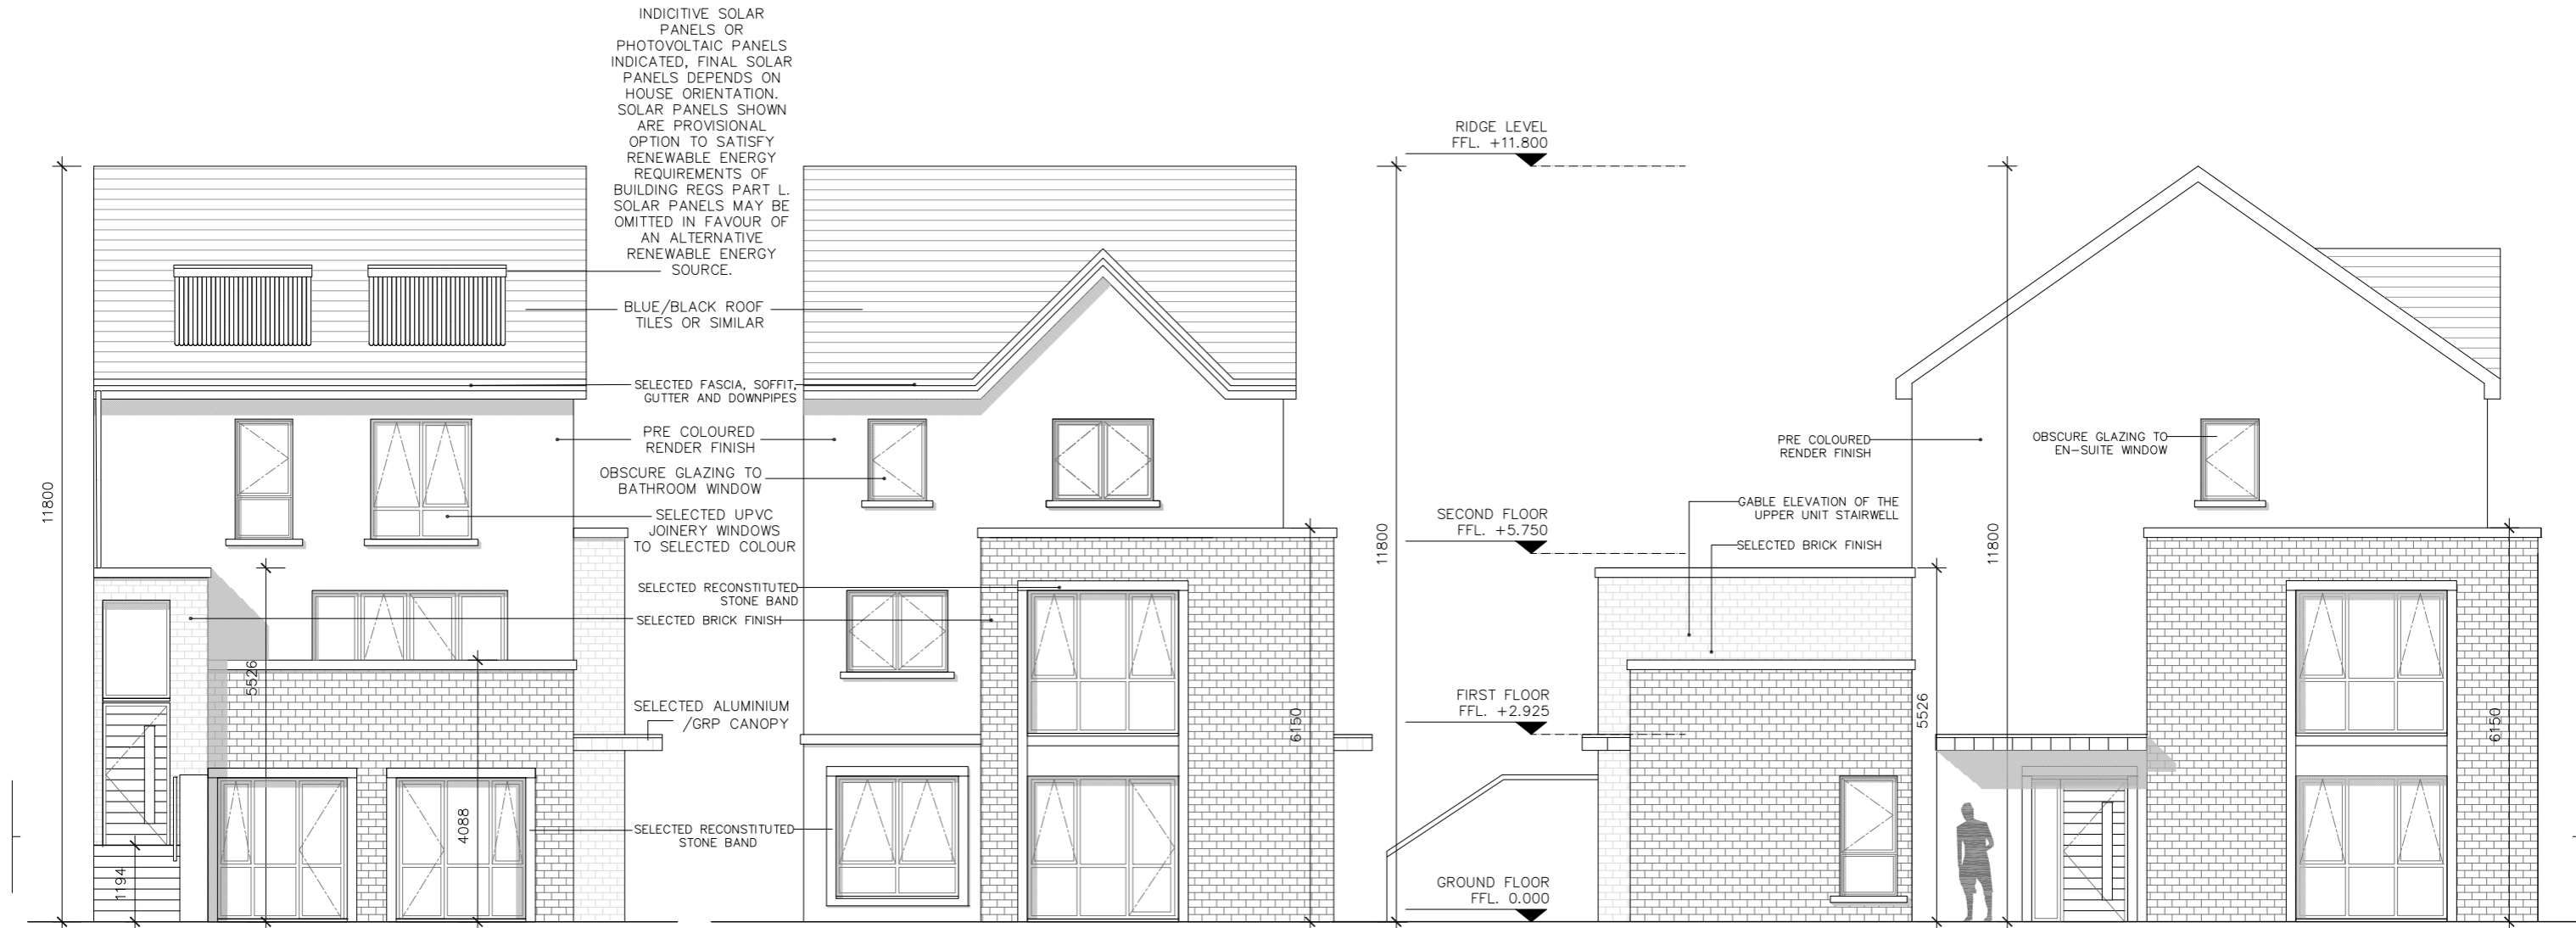 INDICITIVE SOLAR
PANELS OR
PHOTOVOLTAIC PANELS
INDICATED, FINAL SOLAR
PANELS DEPENDS ON
HOUSE ORIENTATION.
SOLAR PANELS SHOWN
ARE PROVISIONAL
OPTION TO SATISFY
RENEWABLE ENERGY
REQUIREMENTS OF
BUILDING REGS PART L.
SOLAR PANELS MAY BE
OMITTED IN FAVOUR OF
AN ALTERNATIVE
RENEWABLE ENERGY
SOURCE.
BLUE/BLACK ROOF
TILES OR SIMILAR
SELECTED FASCIA, SOFFIT,
GUTTER AND DOWNPIPES
PRE COLOURED
RENDER FINISH
OBSCURE GLAZING TO
BATHROOM WINDOW
SELECTED UPVC
JOINERY WINDOWS
TO SELECTED COLOUR
SELECTED RECONSTITUTED
STONE BAND
SELECTED BRICK FINISH
SELECTED ALUMINIUM
/GRP CANOPY
SELECTED RECONSTITUTED
STONE BAND
11800
5526
4088
1194
6150
11800
RIDGE LEVEL
FFL. +11.800
SECOND FLOOR
FFL. +5.750
FIRST FLOOR
FFL. +2.925
GROUND FLOOR
FFL. 0.000
PRE COLOURED
RENDER FINISH
OBSCURE GLAZING TO
EN-SUITE WINDOW
GABLE ELEVATION OF THE
UPPER UNIT STAIRWELL
SELECTED BRICK FINISH
5526
11800
6150